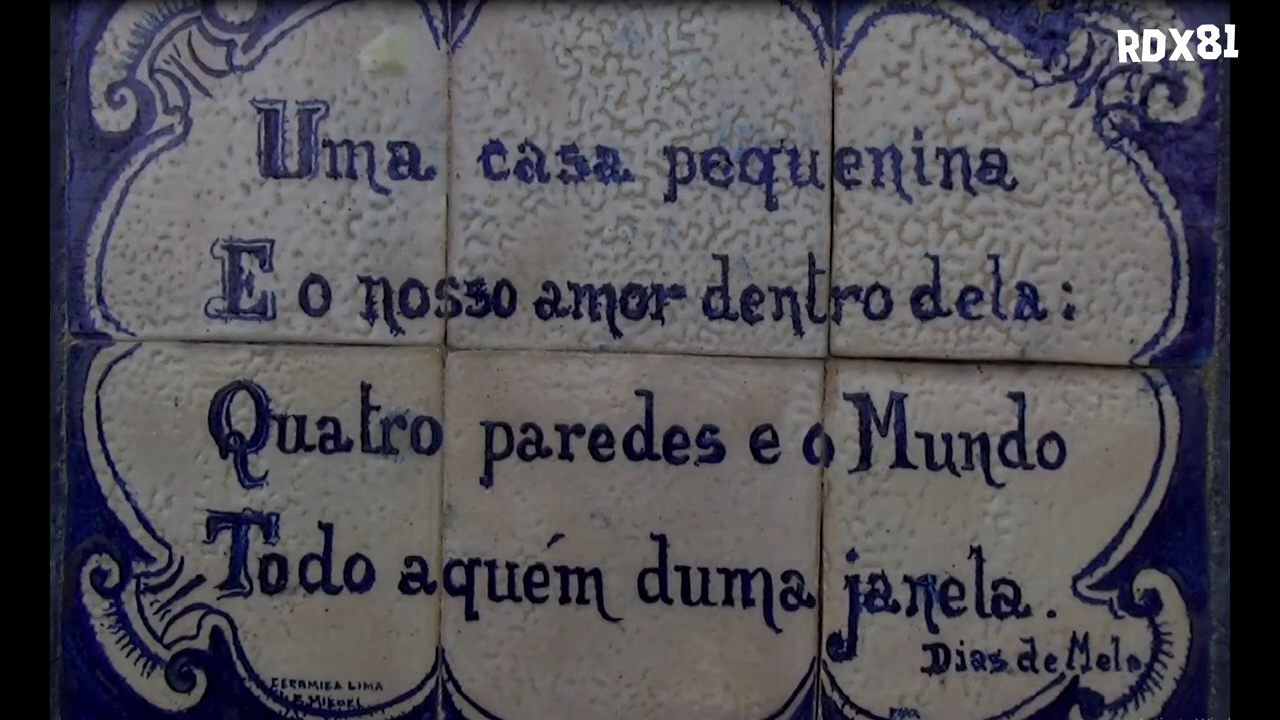 RDX81
Uma casa pequenina
E o nosso amor dentro dela:
Quatro paredes e o Mundo
Todo aquém duma janela.
Dias de Melo
CERAMICA LIMA